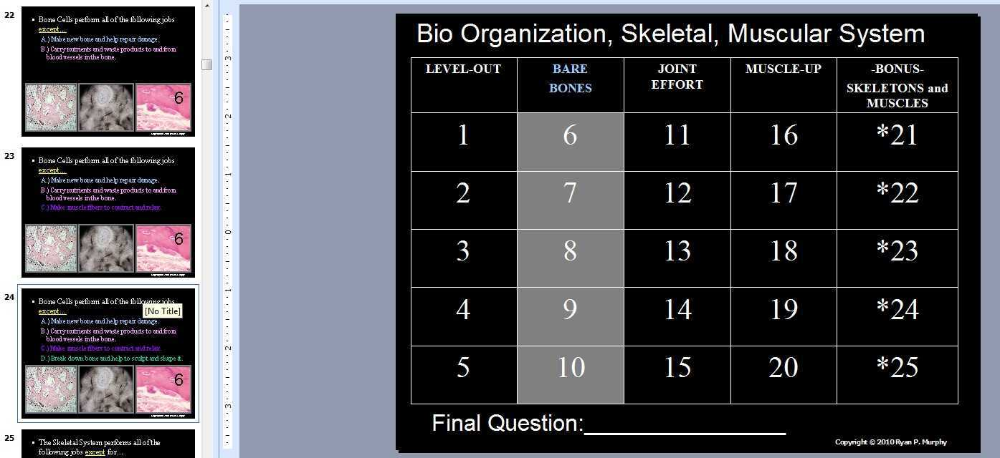 22
• Bone Cells perform all of the following jobs
except…
A.) Make new bone and help repair damage.
B.) Carry nutrients and waste products to and from
blood vessels in the bone.
6
23
• Bone Cells perform all of the following jobs
except…
A.) Make new bone and help repair damage.
B.) Carry nutrients and waste products to and from
blood vessels in the bone.
C.) Make muscle fibers to contract and relax.
6
24
• Bone Cells perform all of the following jobs
except…
[No Title]
A.) Make new bone and help repair damage.
B.) Carry nutrients and waste products to and from
blood vessels in the bone.
C.) Make muscle fibers to contract and relax.
D.) Break down bone and help to sculpt and shape it.
6
25
• The Skeletal System performs all of the
following jobs except for…
3
2
1
0
1
2
3
Bio Organization, Skeletal, Muscular System
LEVEL-OUT BARE JOINT MUSCLE-UP -BONUS-
BONES EFFORT SKELETONS and
MUSCLES
1 6 11 16 *21
2 7 12 17 *22
3 8 13 18 *23
4 9 14 19 *24
5 10 15 20 *25
Final Question:________________
Copyright © 2010 Ryan P. Murphy